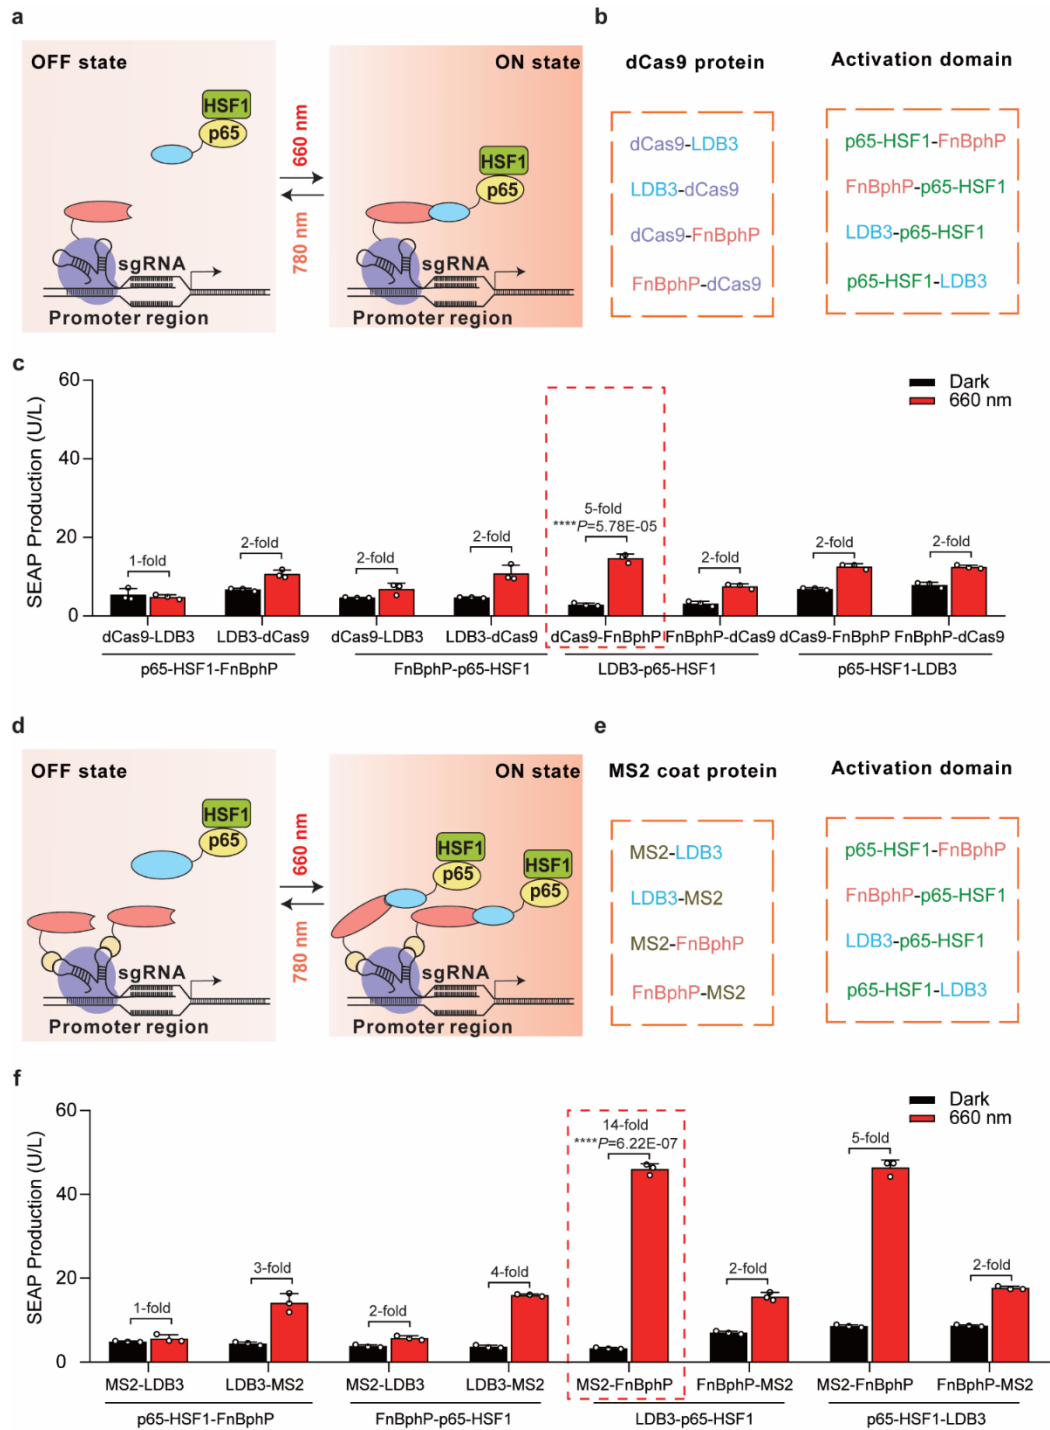 a
OFF state
ON state
HSF1
p65
660 nm
780 nm
HSF1
p65
sgRNA
Promoter region
sgRNA
Promoter region
b
dCas9 protein
Activation domain
dCas9-LDB3
LDB3-dCas9
dCas9-FnBphP
FnBphP-dCas9
p65-HSF1-FnBphP
FnBphP-p65-HSF1
LDB3-p65-HSF1
p65-HSF1-LDB3
c
SEAP Production (U/L)
60
40
20
0
Dark
660 nm
1-fold
2-fold
2-fold
2-fold
5-fold
****P=5.78E-05
2-fold
2-fold
2-fold
dCas9-LDB3
LDB3-dCas9
dCas9-LDB3
LDB3-dCas9
dCas9-FnBphP
FnBphP-dCas9
dCas9-FnBphP
FnBphP-dCas9
p65-HSF1-FnBphP
FnBphP-p65-HSF1
LDB3-p65-HSF1
p65-HSF1-LDB3
d
OFF state
ON state
HSF1
p65
660 nm
780 nm
HSF1
p65
HSF1
p65
sgRNA
Promoter region
sgRNA
Promoter region
e
MS2 coat protein
Activation domain
MS2-LDB3
LDB3-MS2
MS2-FnBphP
FnBphP-MS2
p65-HSF1-FnBphP
FnBphP-p65-HSF1
LDB3-p65-HSF1
p65-HSF1-LDB3
f
SEAP Production (U/L)
60
40
20
0
Dark
660 nm
1-fold
3-fold
2-fold
4-fold
14-fold
****P=6.22E-07
2-fold
5-fold
2-fold
MS2-LDB3
LDB3-MS2
MS2-LDB3
LDB3-MS2
MS2-FnBphP
FnBphP-MS2
MS2-FnBphP
FnBphP-MS2
p65-HSF1-FnBphP
FnBphP-p65-HSF1
LDB3-p65-HSF1
p65-HSF1-LDB3